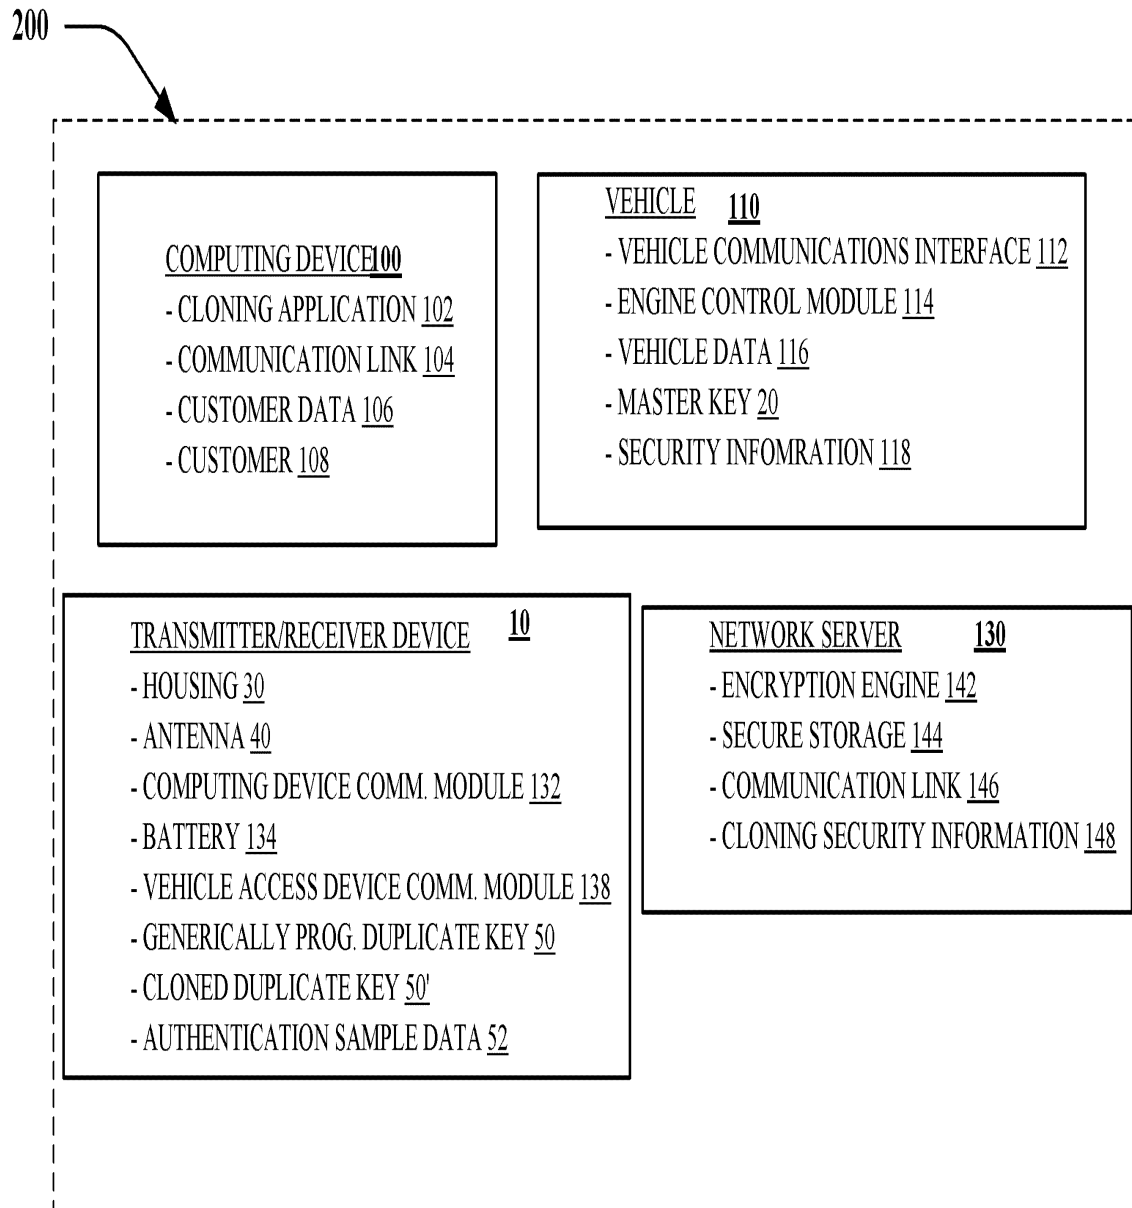 200
COMPUTING DEVICE100
- CLONING APPLICATION 102
- COMMUNICATION LINK 104
- CUSTOMER DATA 106
- CUSTOMER 108
VEHICLE 110
- VEHICLE COMMUNICATIONS INTERFACE 112
- ENGINE CONTROL MODULE 114
- VEHICLE DATA 116
- MASTER KEY 20
- SECURITY INFOMRATION 118
TRANSMITTER/RECEIVER DEVICE 10
- HOUSING 30
- ANTENNA 40
- COMPUTING DEVICE COMM. MODULE 132
- BATTERY 134
- VEHICLE ACCESS DEVICE COMM. MODULE 138
- GENERICALLY PROG. DUPLICATE KEY 50
- CLONED DUPLICATE KEY 50'
- AUTHENTICATION SAMPLE DATA 52
NETWORK SERVER 130
- ENCRYPTION ENGINE 142
- SECURE STORAGE 144
- COMMUNICATION LINK 146
- CLONING SECURITY INFORMATION 148